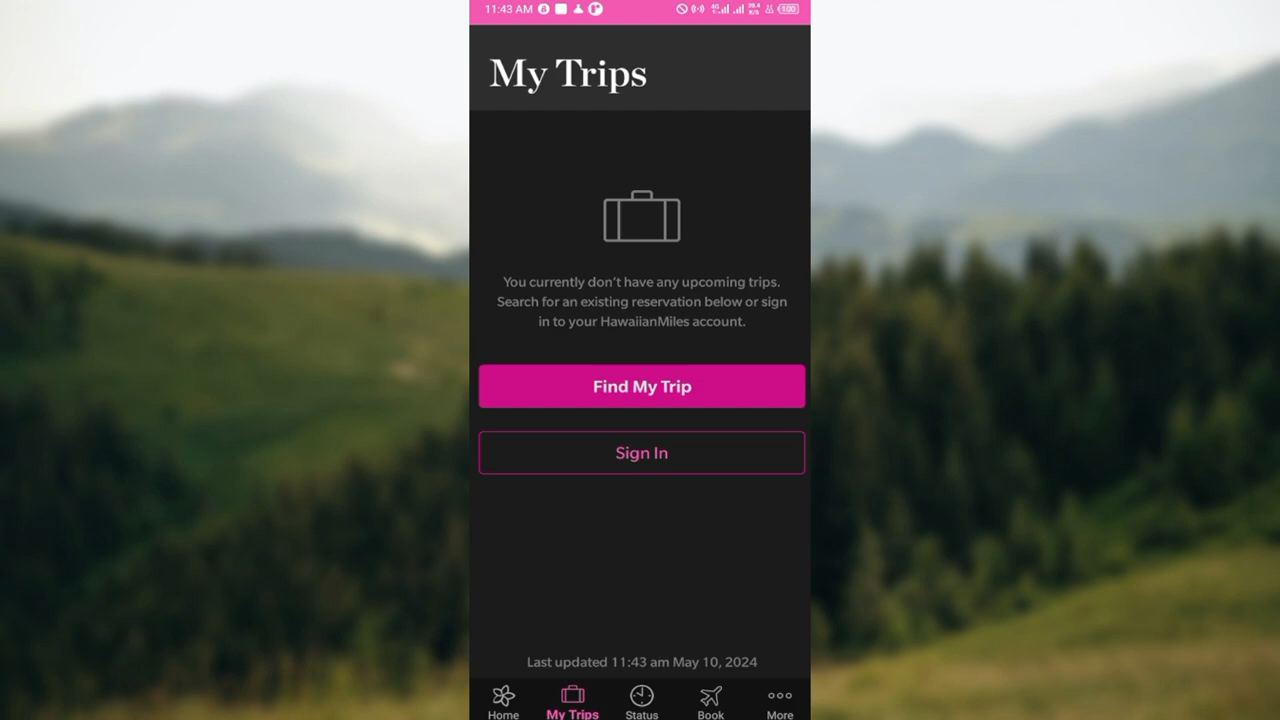 11:43 AM
My Trips
You currently don't have any upcoming trips.
Search for an existing reservation below or sign
in to your HawaiianMiles account.
Find My Trip
Sign In
Last updated 11:43 am May 10, 2024
Home My Trips Status Book More